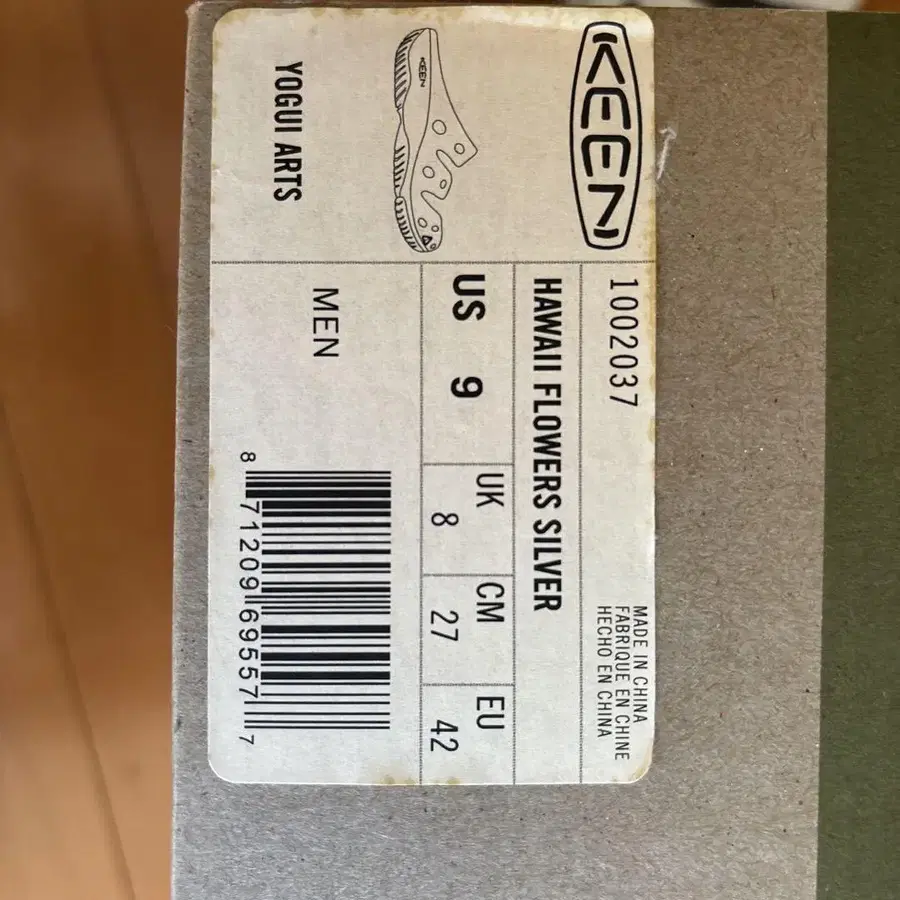 KEEN
KEEN
YOGUI ARTS
1002037
MADE IN CHINA
FABRIQUE EN CHINE
HECHO EN CHINA
HAWAII FLOWERS SILVER
US 9
UK 8
CM 27
EU 42
MEN
8 71209 69557 7